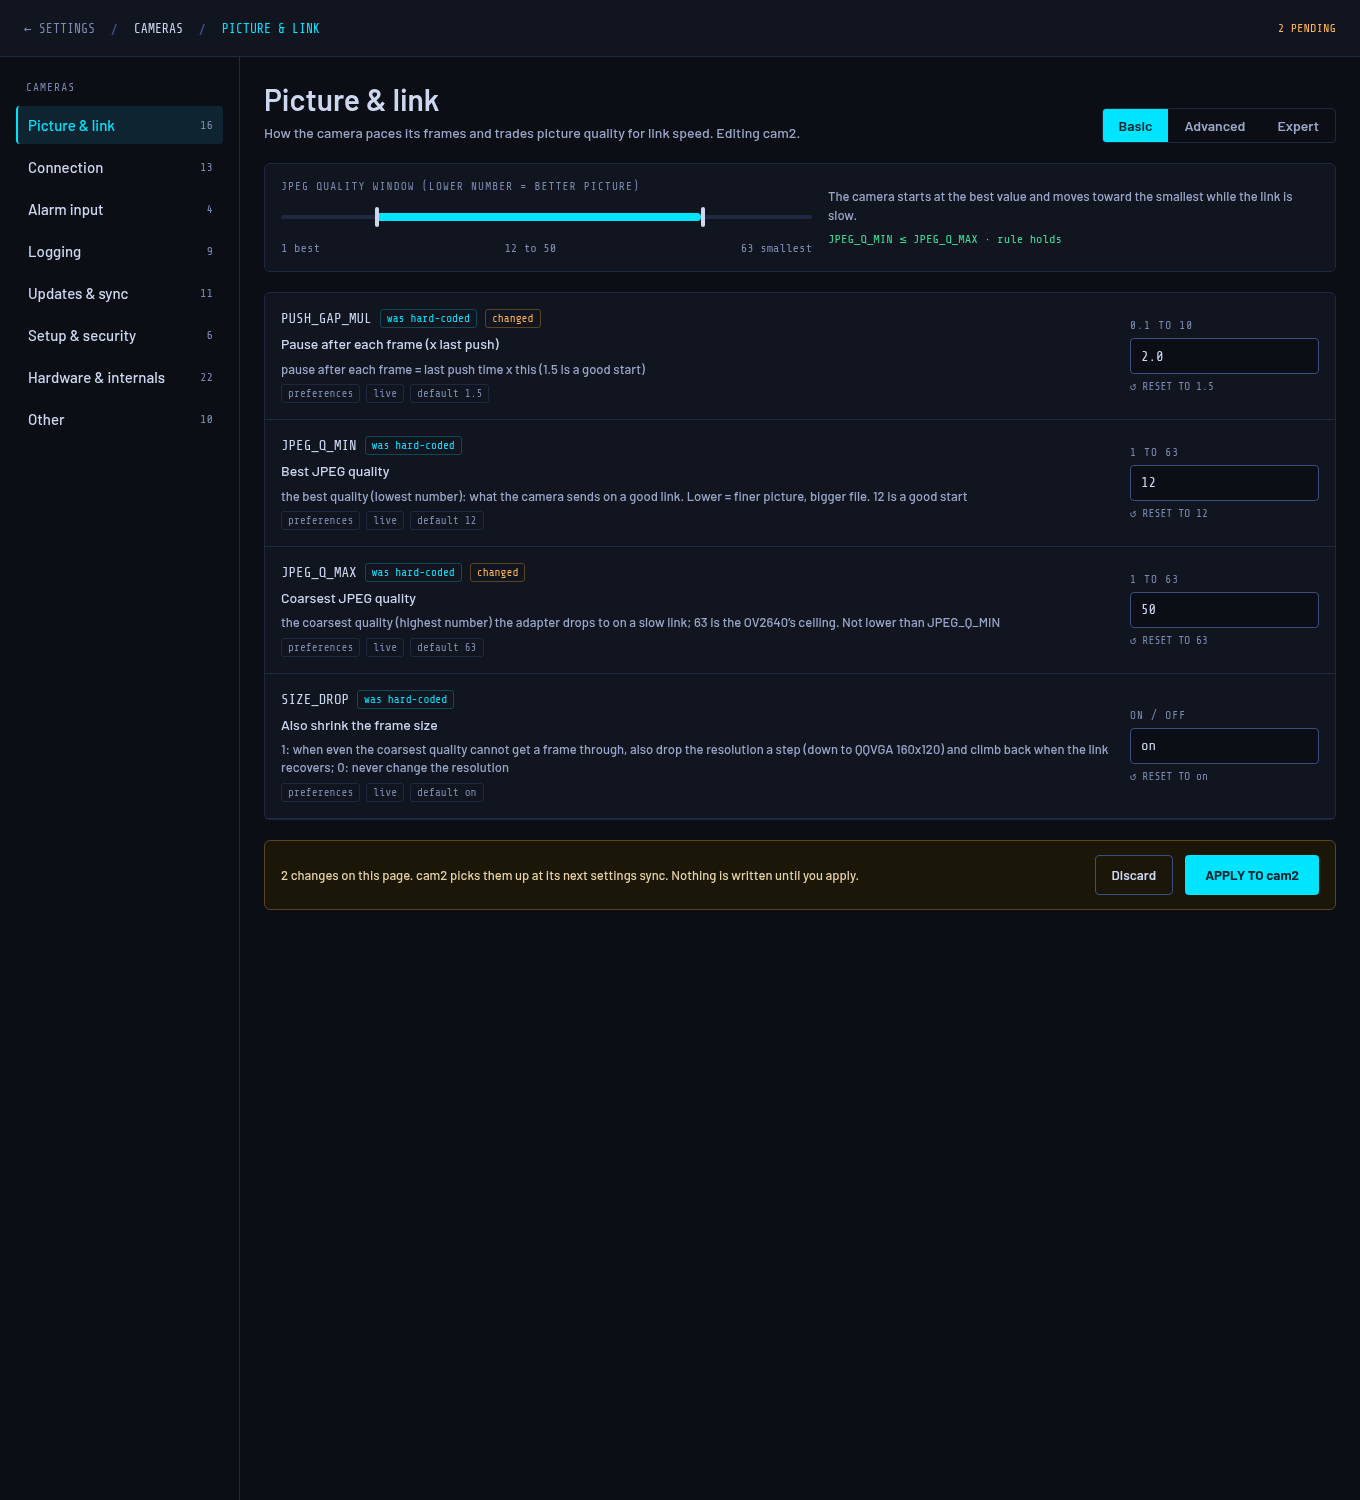 ← SETTINGS / CAMERAS / PICTURE & LINK
2 PENDING
CAMERAS
Picture & link 16
Connection 13
Alarm input 4
Logging 9
Updates & sync 11
Setup & security 6
Hardware & internals 22
Other 10
Picture & link
How the camera paces its frames and trades picture quality for link speed. Editing cam2.
Basic Advanced Expert
JPEG QUALITY WINDOW (LOWER NUMBER = BETTER PICTURE)
1 best 12 to 50 63 smallest
The camera starts at the best value and moves toward the smallest while the link is
slow.
JPEG_Q_MIN ≤ JPEG_Q_MAX · rule holds
PUSH_GAP_MUL was hard-coded changed
Pause after each frame (x last push)
pause after each frame = last push time x this (1.5 is a good start)
preferences live default 1.5
0.1 TO 10
2.0
↺ RESET TO 1.5
JPEG_Q_MIN was hard-coded
Best JPEG quality
the best quality (lowest number): what the camera sends on a good link. Lower = finer picture, bigger file. 12 is a good start
preferences live default 12
1 TO 63
12
↺ RESET TO 12
JPEG_Q_MAX was hard-coded changed
Coarsest JPEG quality
the coarsest quality (highest number) the adapter drops to on a slow link; 63 is the OV2640's ceiling. Not lower than JPEG_Q_MIN
preferences live default 63
1 TO 63
50
↺ RESET TO 63
SIZE_DROP was hard-coded
Also shrink the frame size
1: when even the coarsest quality cannot get a frame through, also drop the resolution a step (down to QQVGA 160x120) and climb back when the link
recovers; 0: never change the resolution
preferences live default on
ON / OFF
on
↺ RESET TO on
2 changes on this page. cam2 picks them up at its next settings sync. Nothing is written until you apply.
Discard APPLY TO cam2